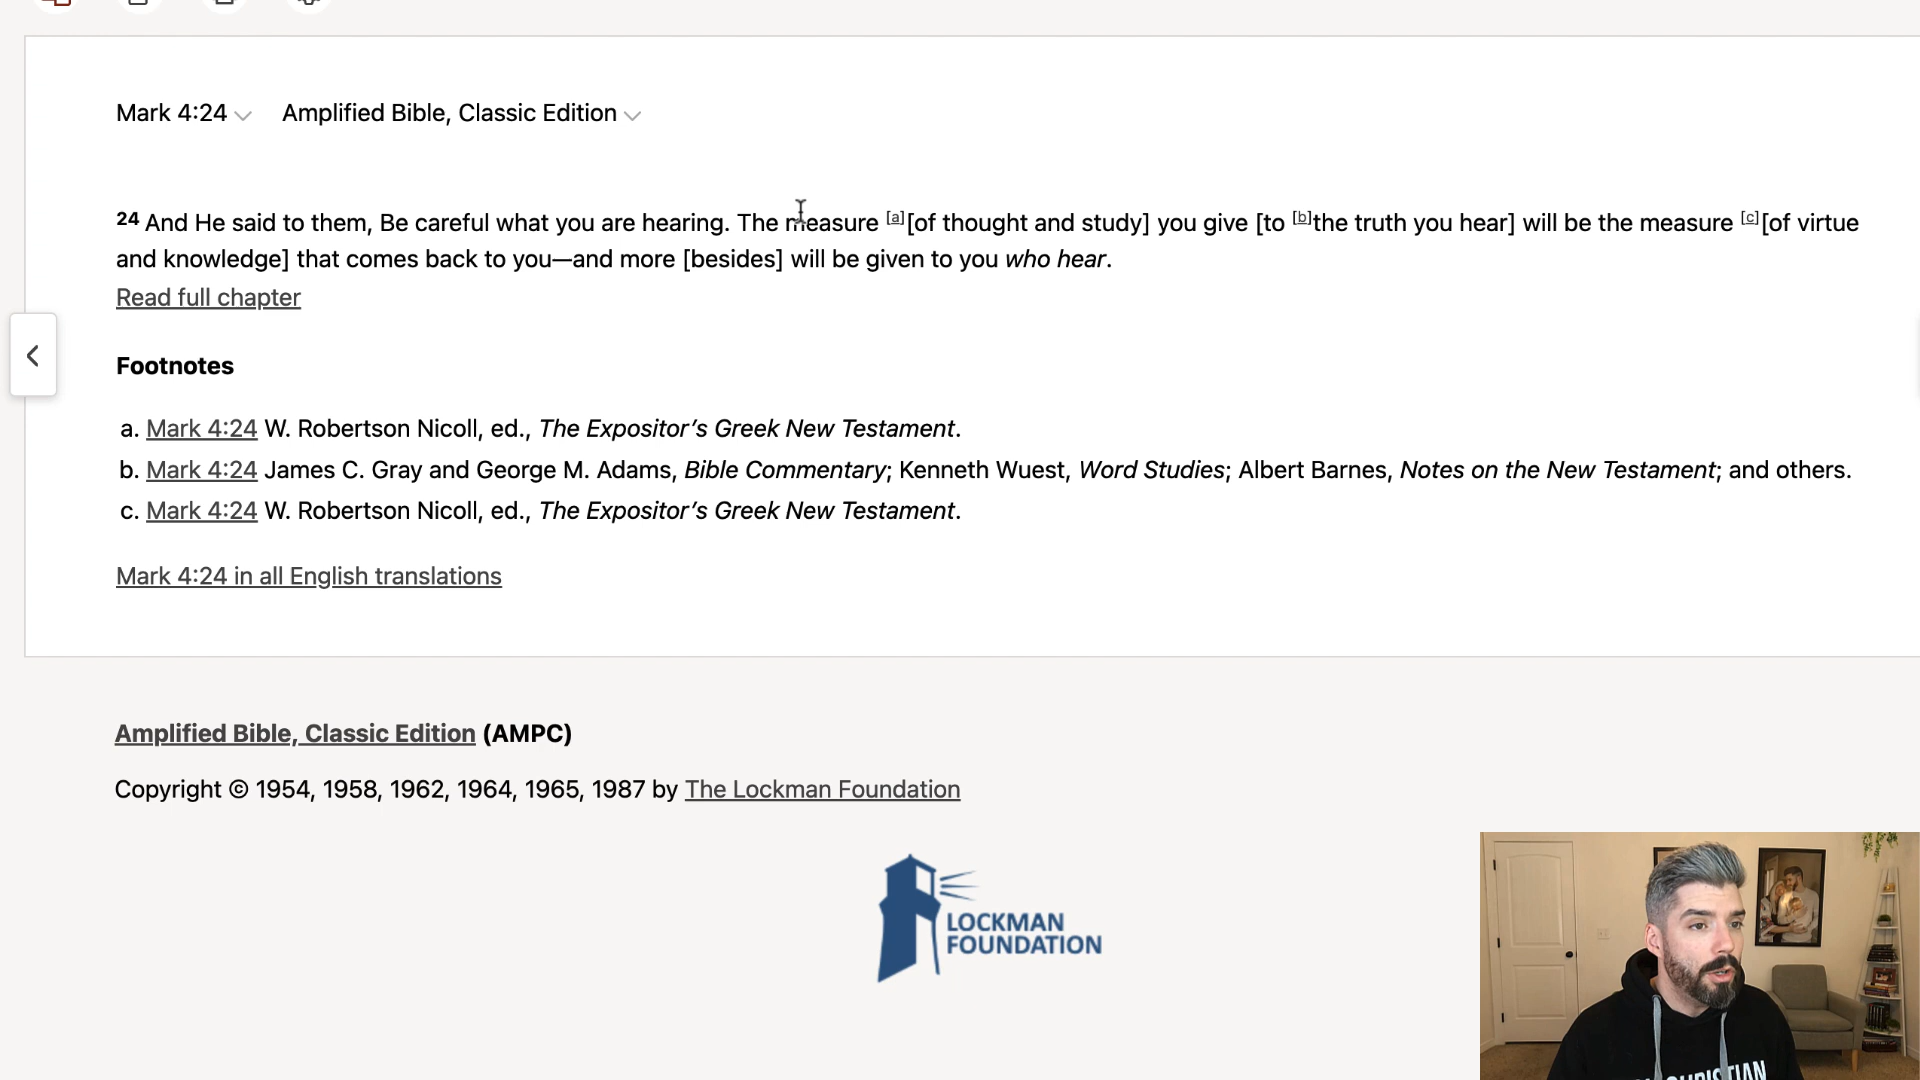 Mark 4:24 Amplified Bible, Classic Edition
24 And He said to them, Be careful what you are hearing. The measure [a][of thought and study] you give [to [b]the truth you hear] will be the measure [c][of virtue
and knowledge] that comes back to you—and more [besides] will be given to you who hear.
Read full chapter
Footnotes
a. Mark 4:24 W. Robertson Nicoll, ed., The Expositor’s Greek New Testament.
b. Mark 4:24 James C. Gray and George M. Adams, Bible Commentary; Kenneth Wuest, Word Studies; Albert Barnes, Notes on the New Testament; and others.
c. Mark 4:24 W. Robertson Nicoll, ed., The Expositor’s Greek New Testament.
Mark 4:24 in all English translations
Amplified Bible, Classic Edition (AMPC)
Copyright © 1954, 1958, 1962, 1964, 1965, 1987 by The Lockman Foundation
LOCKMAN
FOUNDATION